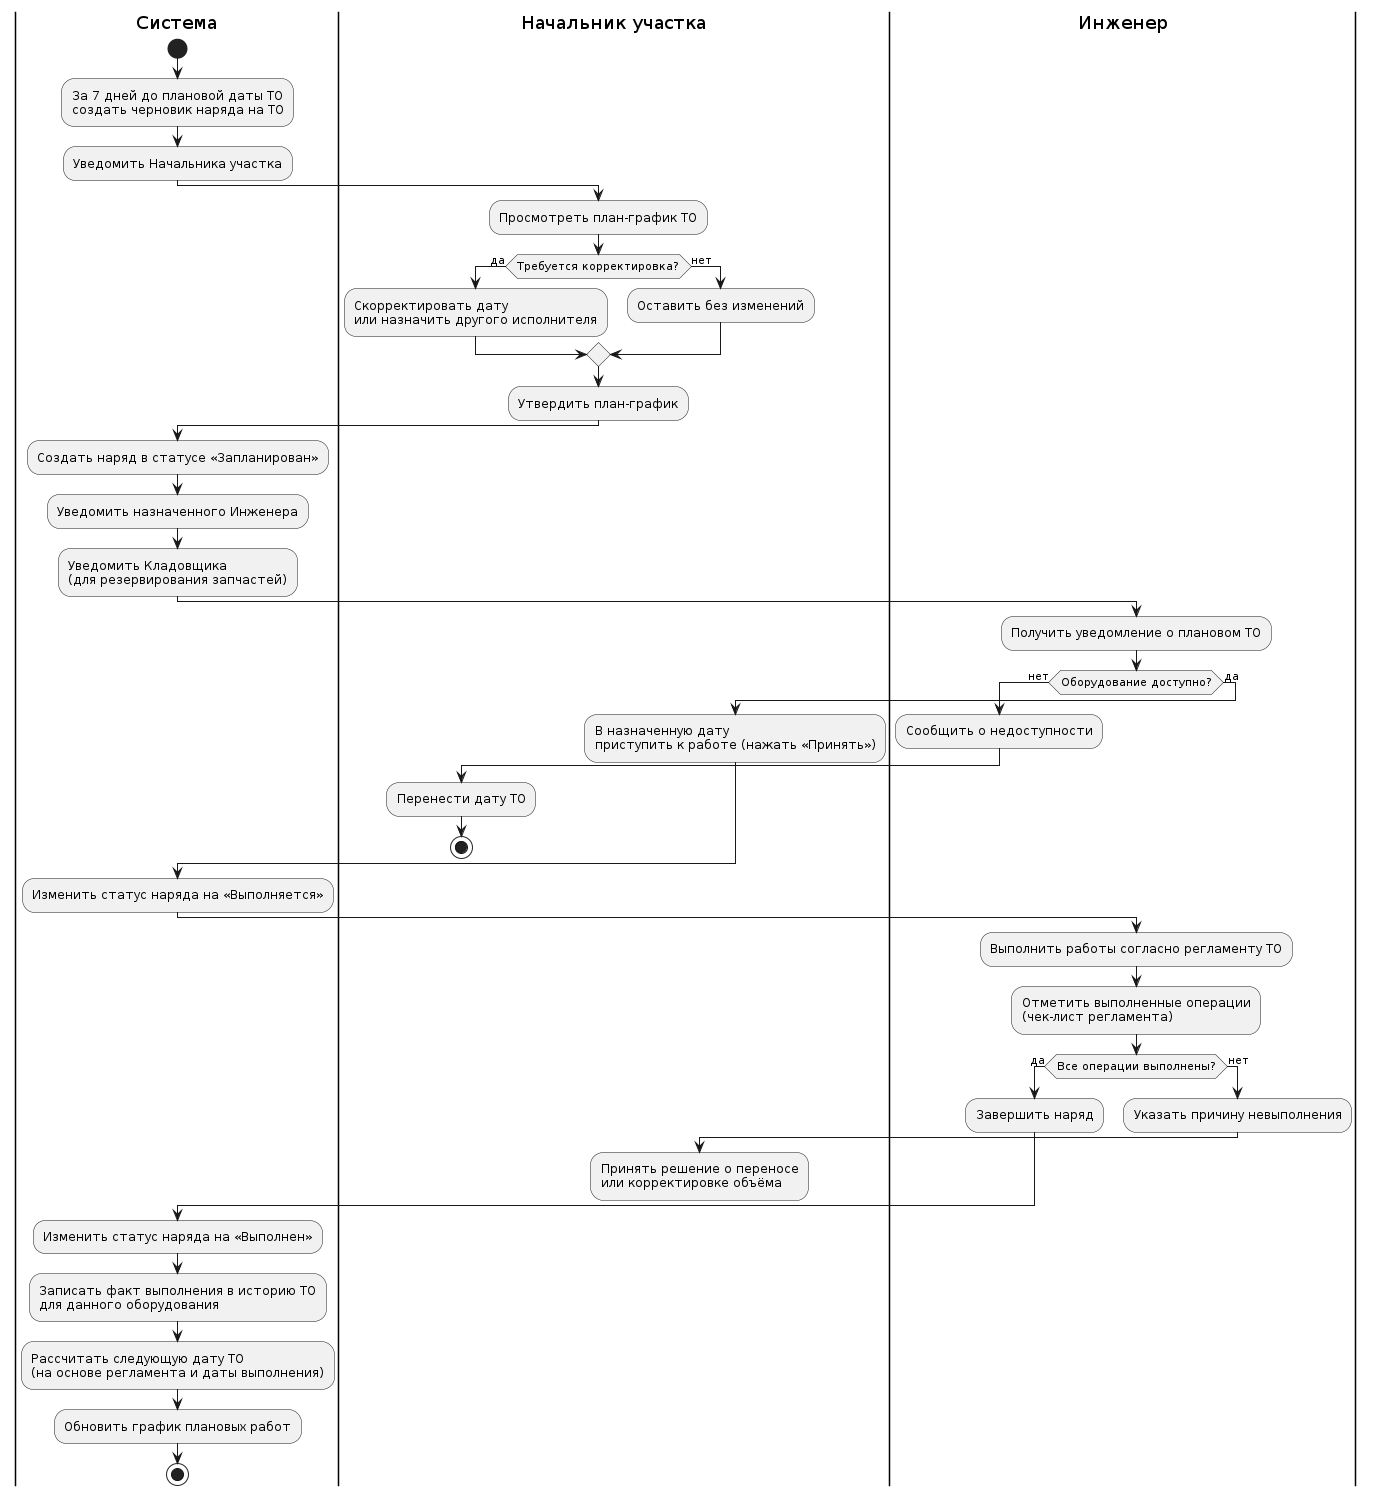 Система
Начальник участка
Инженер
За 7 дней до плановой даты ТО
создать черновик наряда на ТО
Уведомить Начальника участка
Просмотреть план-график ТО
да
Требуется корректировка?
нет
Скорректировать дату
или назначить другого исполнителя
Оставить без изменений
Утвердить план-график
Создать наряд в статусе «Запланирован»
Уведомить назначенного Инженера
Уведомить Кладовщика
(для резервирования запчастей)
Получить уведомление о плановом ТО
нет
Оборудование доступно?
да
В назначенную дату
приступить к работе (нажать «Принять»)
Сообщить о недоступности
Перенести дату ТО
Изменить статус наряда на «Выполняется»
Выполнить работы согласно регламенту ТО
Отметить выполненные операции
(чек-лист регламента)
да
Все операции выполнены?
нет
Завершить наряд
Указать причину невыполнения
Принять решение о переносе
или корректировке объёма
Изменить статус наряда на «Выполнен»
Записать факт выполнения в историю ТО
для данного оборудования
Рассчитать следующую дату ТО
(на основе регламента и даты выполнения)
Обновить график плановых работ